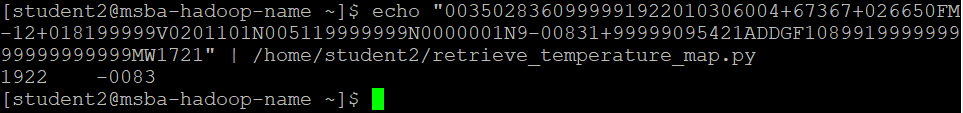 [student2@msba-hadoop-name ~]$ echo "0035028360999991922010306004+67367+026650FM
-12+018199999V0201101N005119999999N0000001N9-00831+99999095421ADDGF1089919999999
99999999999MW1721" | /home/student2/retrieve_temperature_map.py
1922    -0083
[student2@msba-hadoop-name ~]$